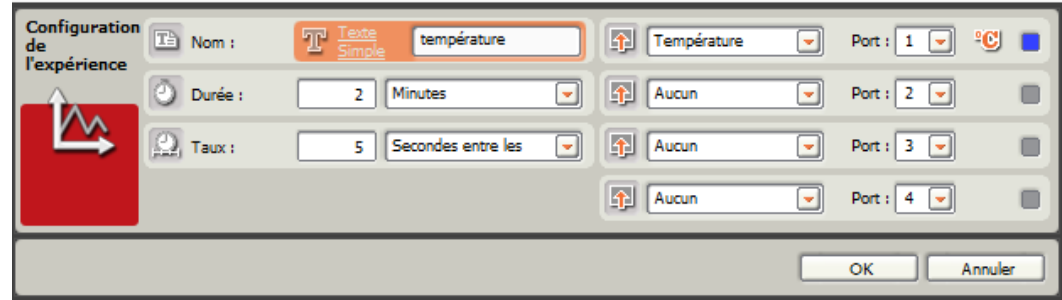 Configuration
de
l'expérience
Nom :
Texte
Simple
température
Température
Port : 1
°C
Durée :
2 Minutes
Aucun
Port : 2
Taux :
5 Secondes entre les
Aucun
Port : 3
Aucun
Port : 4
OK
Annuler